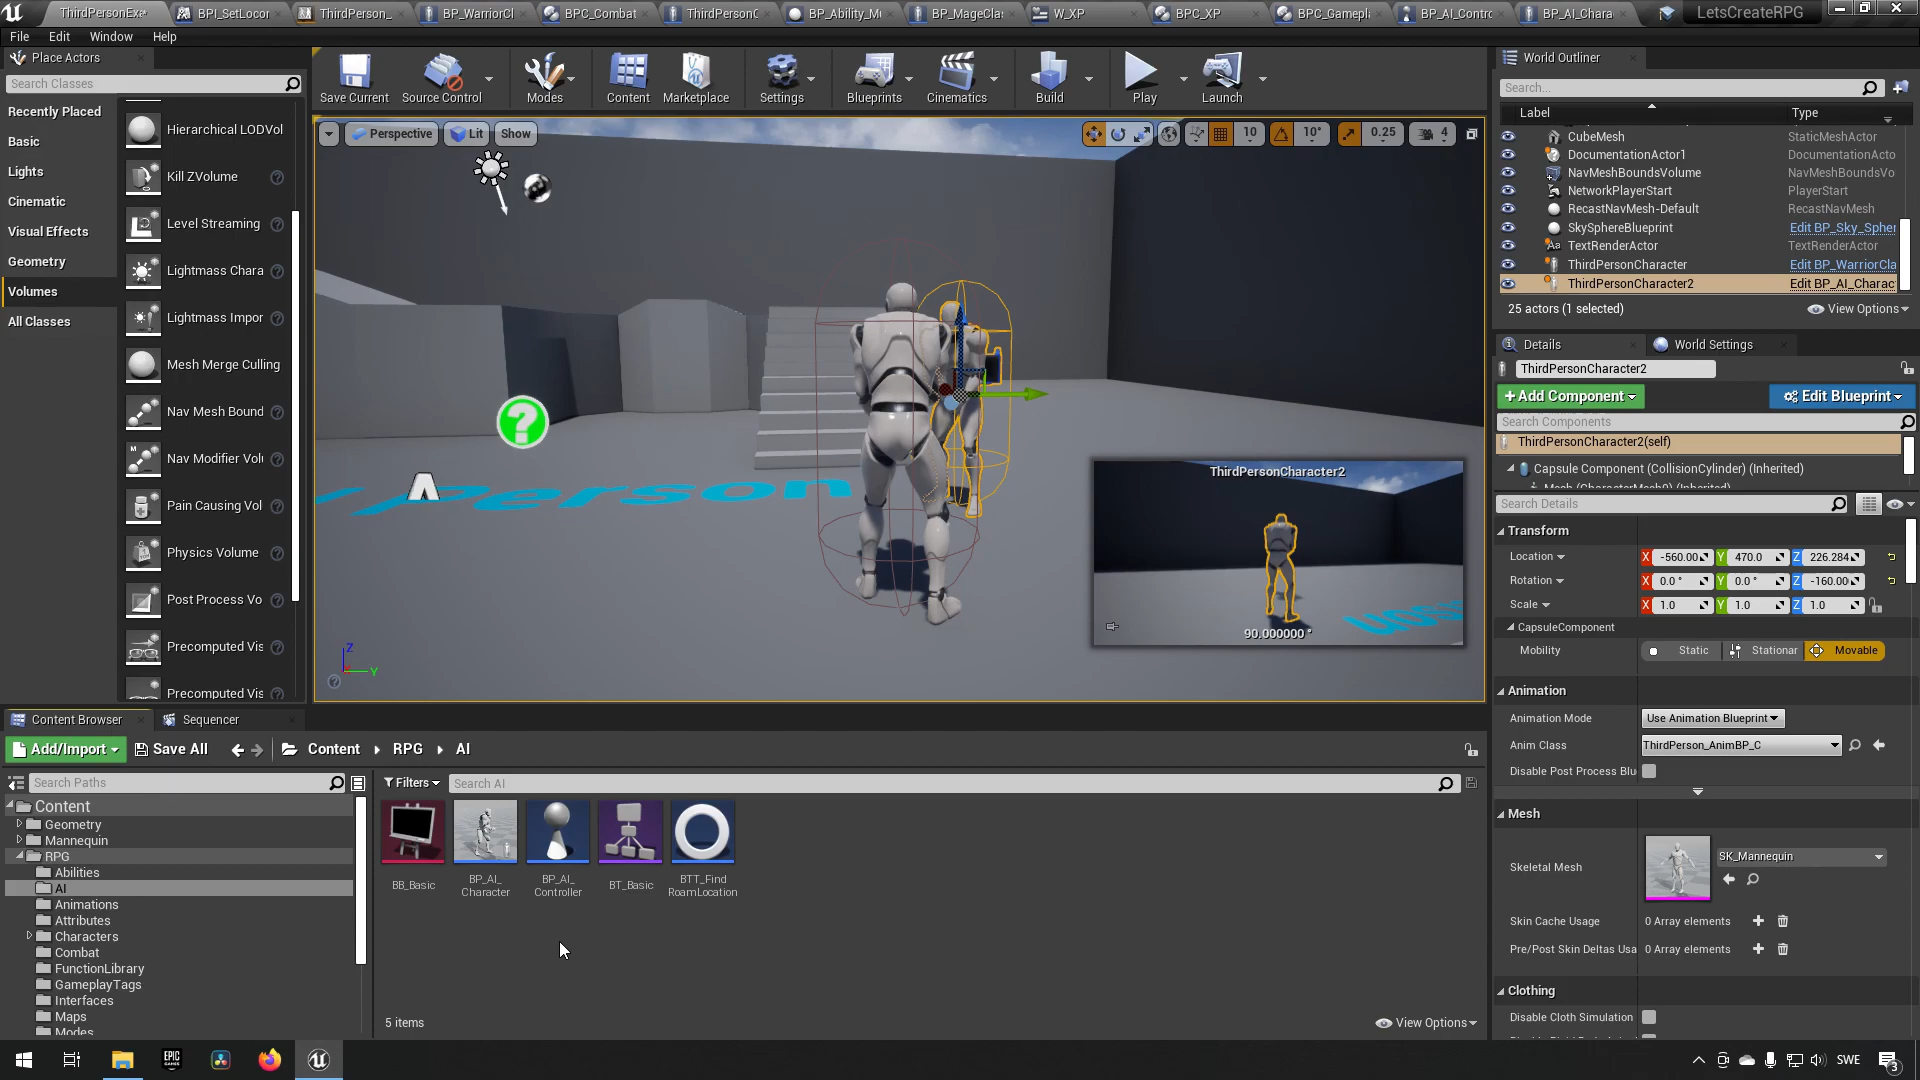 ThirdPersonEx*
BPI_SetLocor
ThirdPerson_
BP_WarriorCl
BPC_Combat
ThirdPersonC
BP_Ability_M
BP_MageCla
W_XP
BPC_XP
BPC_Gamepl
BP_AI_Contro
BP_AI_Chara
LetsCreateRPG
File
Edit
Window
Help
Place Actors
Search Classes
Recently Placed
Basic
Lights
Cinematic
Visual Effects
Geometry
Volumes
All Classes
Hierarchical LODVol
Kill ZVolume
Level Streaming
Lightmass Chara
Lightmass Impor
Mesh Merge Culling
Nav Mesh Bound
Nav Modifier Vol
Pain Causing Vol
Physics Volume
Post Process Vo
Precomputed Vis
Precomputed Vis
Save Current
Source Control
Modes
Content
Marketplace
Settings
Blueprints
Cinematics
Build
Play
Launch
Perspective
Lit
Show
10
10°
0.25
4
person
ThirdPersonCharacter2
90.000000 °
Z
Y
World Outliner
Search...
Label
Type
CubeMesh
StaticMeshActor
DocumentationActor1
DocumentationActo
NavMeshBoundsVolume
NavMeshBoundsVo
NetworkPlayerStart
PlayerStart
RecastNavMesh-Default
RecastNavMesh
SkySphereBlueprint
Edit BP_Sky_Spher
TextRenderActor
TextRenderActor
ThirdPersonCharacter
Edit BP_WarriorCla
ThirdPersonCharacter2
Edit BP_AI_Charac
25 actors (1 selected)
View Options
Details
World Settings
ThirdPersonCharacter2
+Add Component
Edit Blueprint
Search Components
ThirdPersonCharacter2(self)
Capsule Component (CollisionCylinder) (Inherited)
Mesh (CharacterMesh0) (Inherited)
Search Details
Transform
Location
X
-560.00
Y
470.0
Z
226.284
Rotation
X
0.0 °
Y
0.0 °
Z
-160.00
Scale
X
1.0
Y
1.0
Z
1.0
CapsuleComponent
Mobility
Static
Stationar
Movable
Animation
Animation Mode
Use Animation Blueprint
Anim Class
ThirdPerson_AnimBP_C
Disable Post Process Blu
Mesh
Skeletal Mesh
SK_Mannequin
Skin Cache Usage
0 Array elements
Pre/Post Skin Deltas Usa
0 Array elements
Clothing
Disable Cloth Simulation
Content Browser
Sequencer
Add/Import
Save All
Content
RPG
AI
Search Paths
Filters
Search AI
Content
Geometry
Mannequin
RPG
Abilities
AI
Animations
Attributes
Characters
Combat
FunctionLibrary
GameplayTags
Interfaces
Maps
Modes
BB_Basic
BP_AI_
Character
BP_AI_
Controller
BT_Basic
BTT_Find
RoamLocation
5 items
View Options
EPIC
GAMES
SWE
3